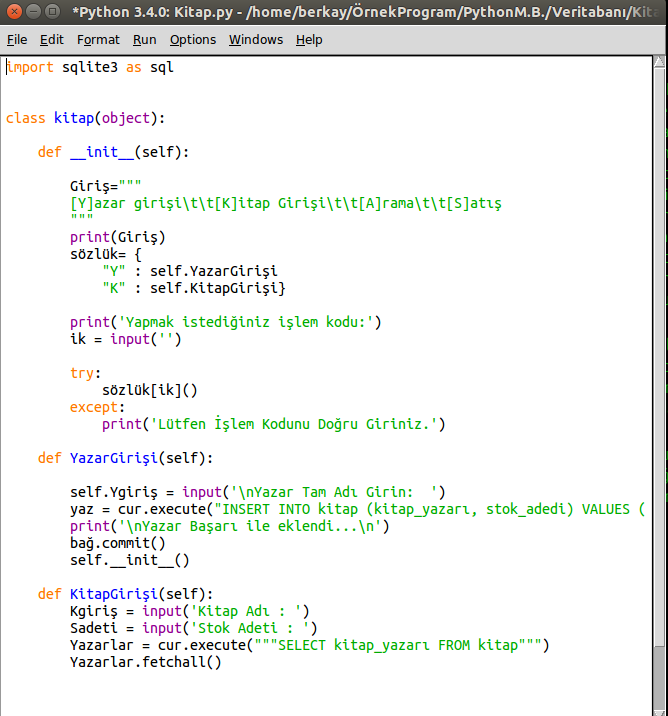 *Python 3.4.0: Kitap.py - /home/berkay/ÖrnekProgram/PythonM.B./Veritabanı/Kita
File Edit Format Run Options Windows Help
import sqlite3 as sql
class kitap(object):
    def __init__(self):
        Giriş="""
        [Y]azar girişi\t\t[K]itap Girişi\t\t[A]rama\t\t[S]atış
        """
        print(Giriş)
        sözlük= {
            "Y" : self.YazarGirişi
            "K" : self.KitapGirişi}
        print('Yapmak istediğiniz işlem kodu:')
        ik = input('')
        try:
            sözlük[ik]()
        except:
            print('Lütfen İşlem Kodunu Doğru Giriniz.')
    def YazarGirişi(self):
        self.Ygiriş = input('\nYazar Tam Adı Girin:  ')
        yaz = cur.execute("INSERT INTO kitap (kitap_yazarı, stok_adedi) VALUES (
        print('\nYazar Başarı ile eklendi...\n')
        bağ.commit()
        self.__init__()
    def KitapGirişi(self):
        Kgiriş = input('Kitap Adı : ')
        Sadeti = input('Stok Adeti : ')
        Yazarlar = cur.execute("""SELECT kitap_yazarı FROM kitap""")
        Yazarlar.fetchall()